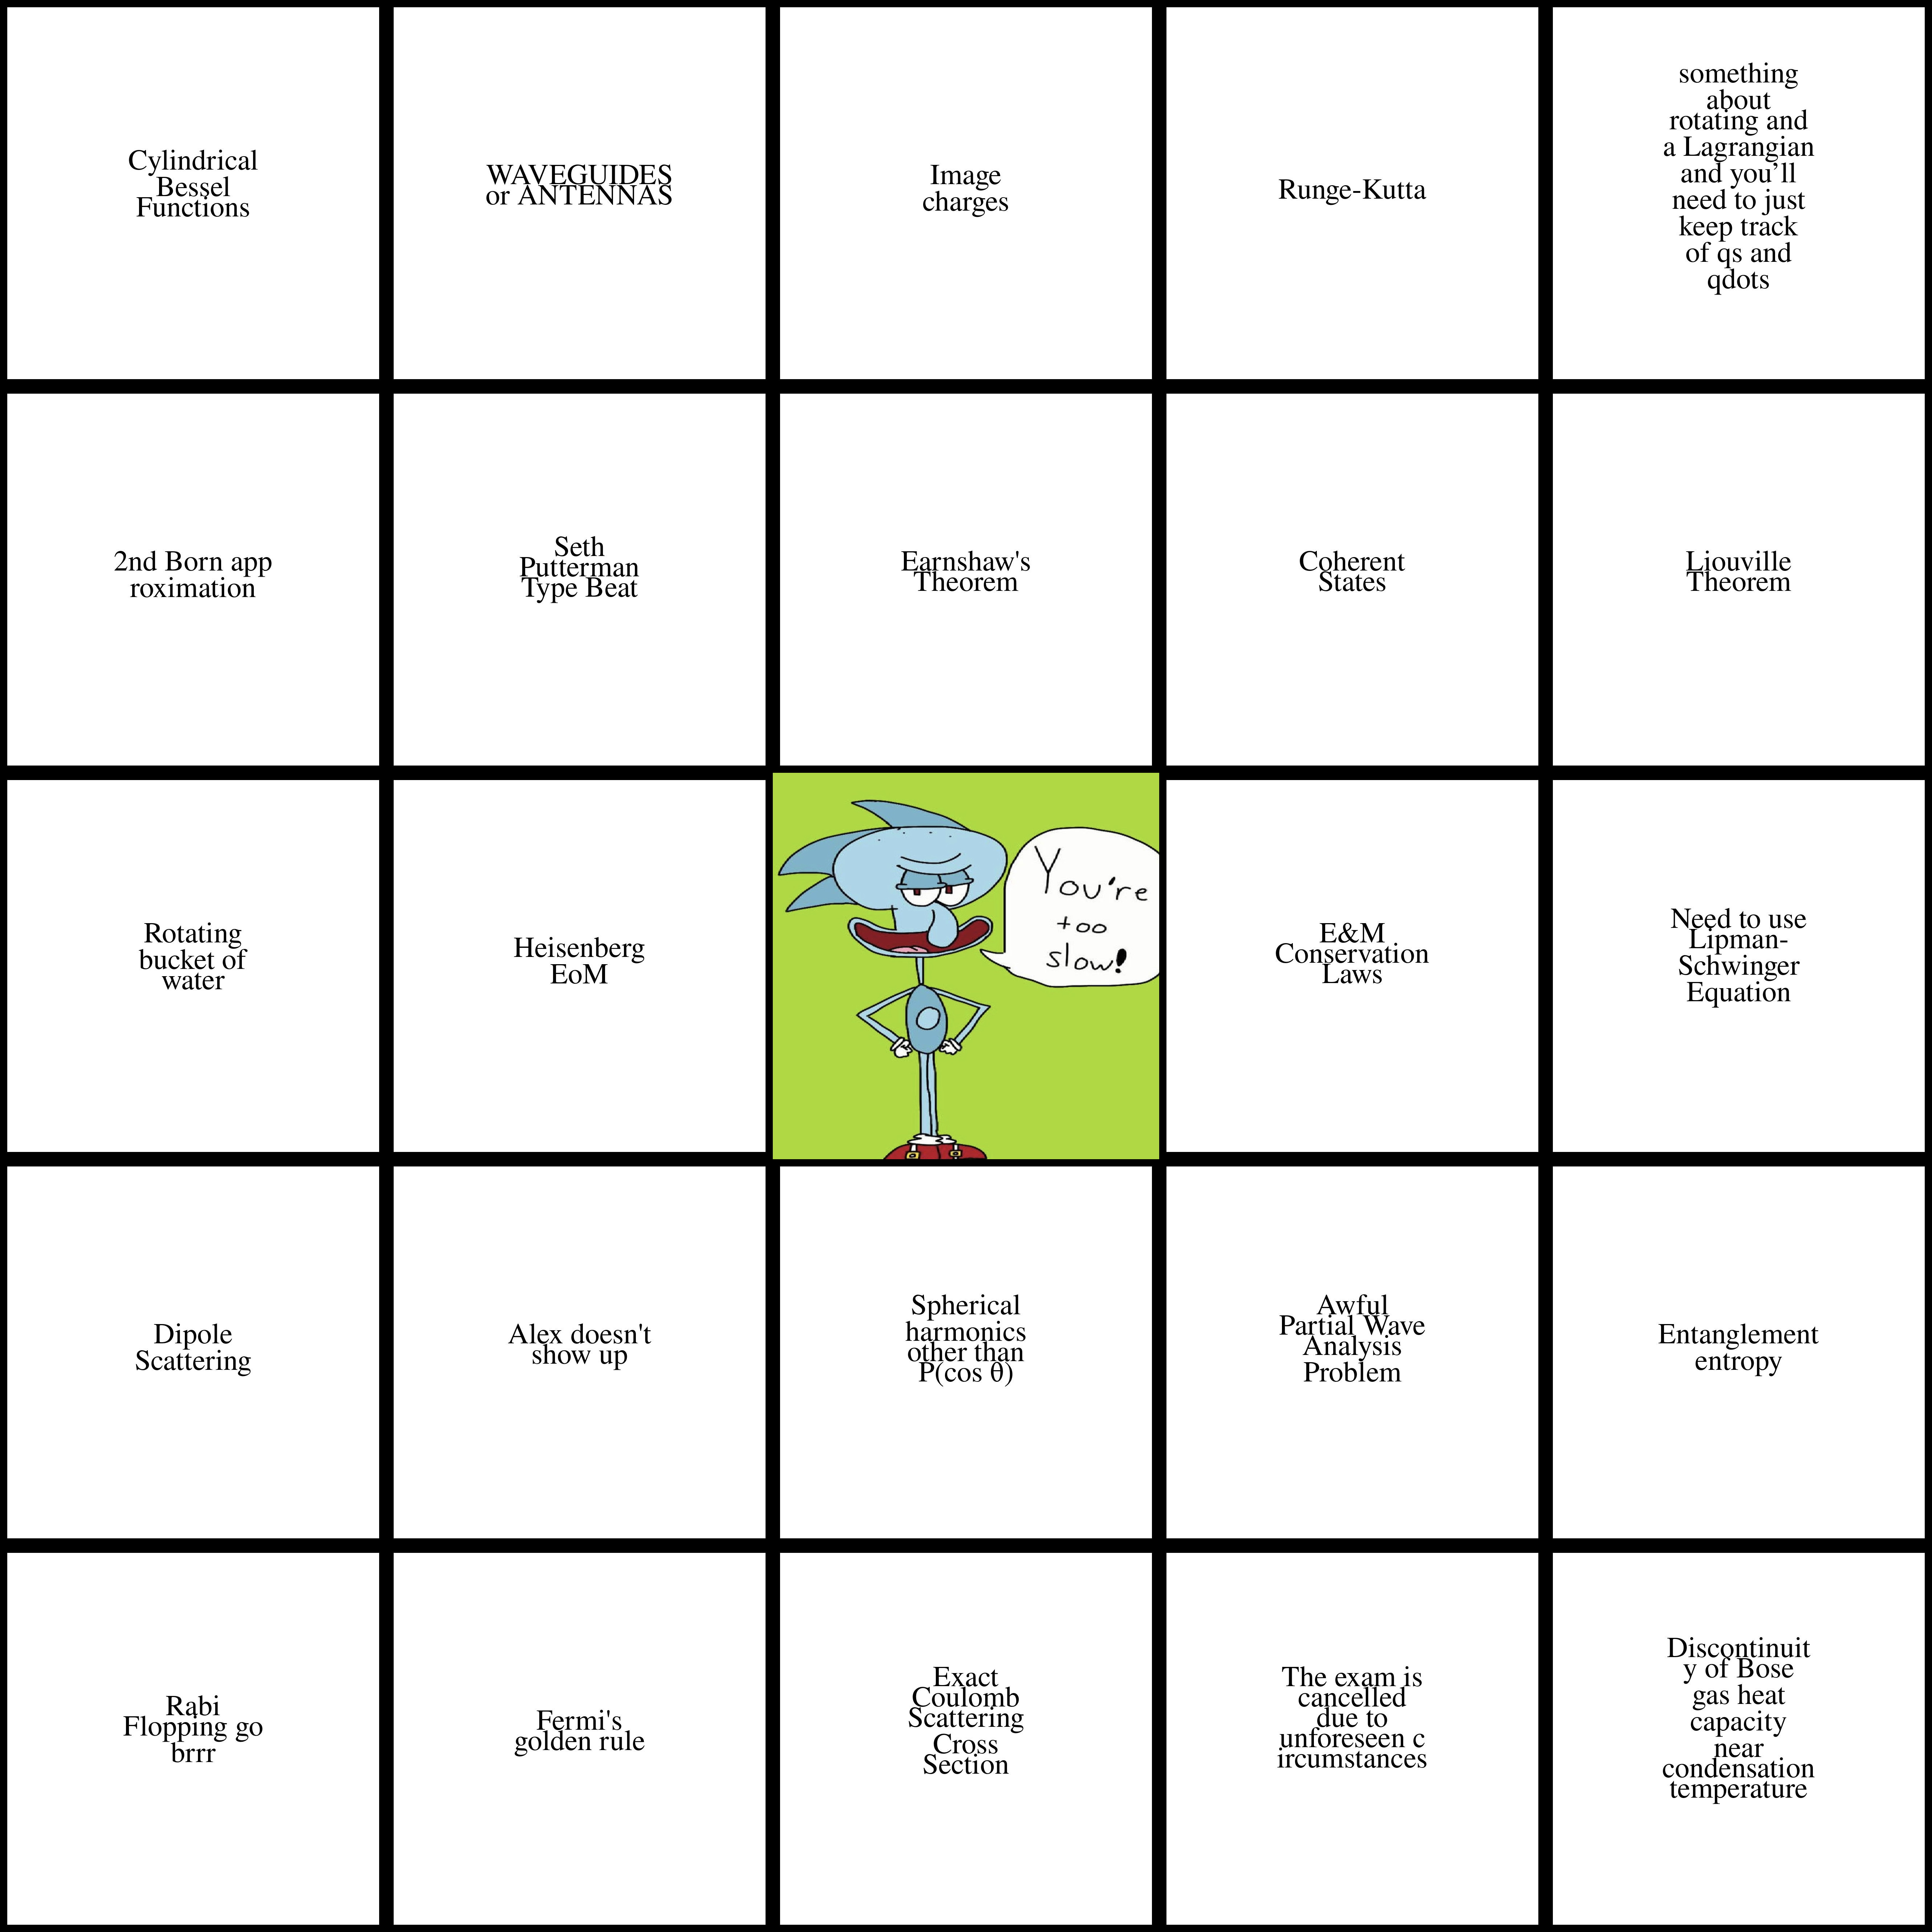 Cylindrical
Bessel
Functions
WAVEGUIDES
or ANTENNAS
Image
charges
Runge-Kutta
something
about
rotating and
a Lagrangian
and you’ll
need to just
keep track
of qs and
qdots
2nd Born app
roximation
Seth
Putterman
Type Beat
Earnshaw's
Theorem
Coherent
States
Liouville
Theorem
Rotating
bucket of
water
Heisenberg
EoM
You're
too
slow!
E&M
Conservation
Laws
Need to use
Lipman-
Schwinger
Equation
Dipole
Scattering
Alex doesn't
show up
Spherical
harmonics
other than
P(cos θ)
Awful
Partial Wave
Analysis
Problem
Entanglement
entropy
Rabi
Flopping go
brrr
Fermi's
golden rule
Exact
Coulomb
Scattering
Cross
Section
The exam is
cancelled
due to
unforeseen c
ircumstances
Discontinuit
y of Bose
gas heat
capacity
near
condensation
temperature